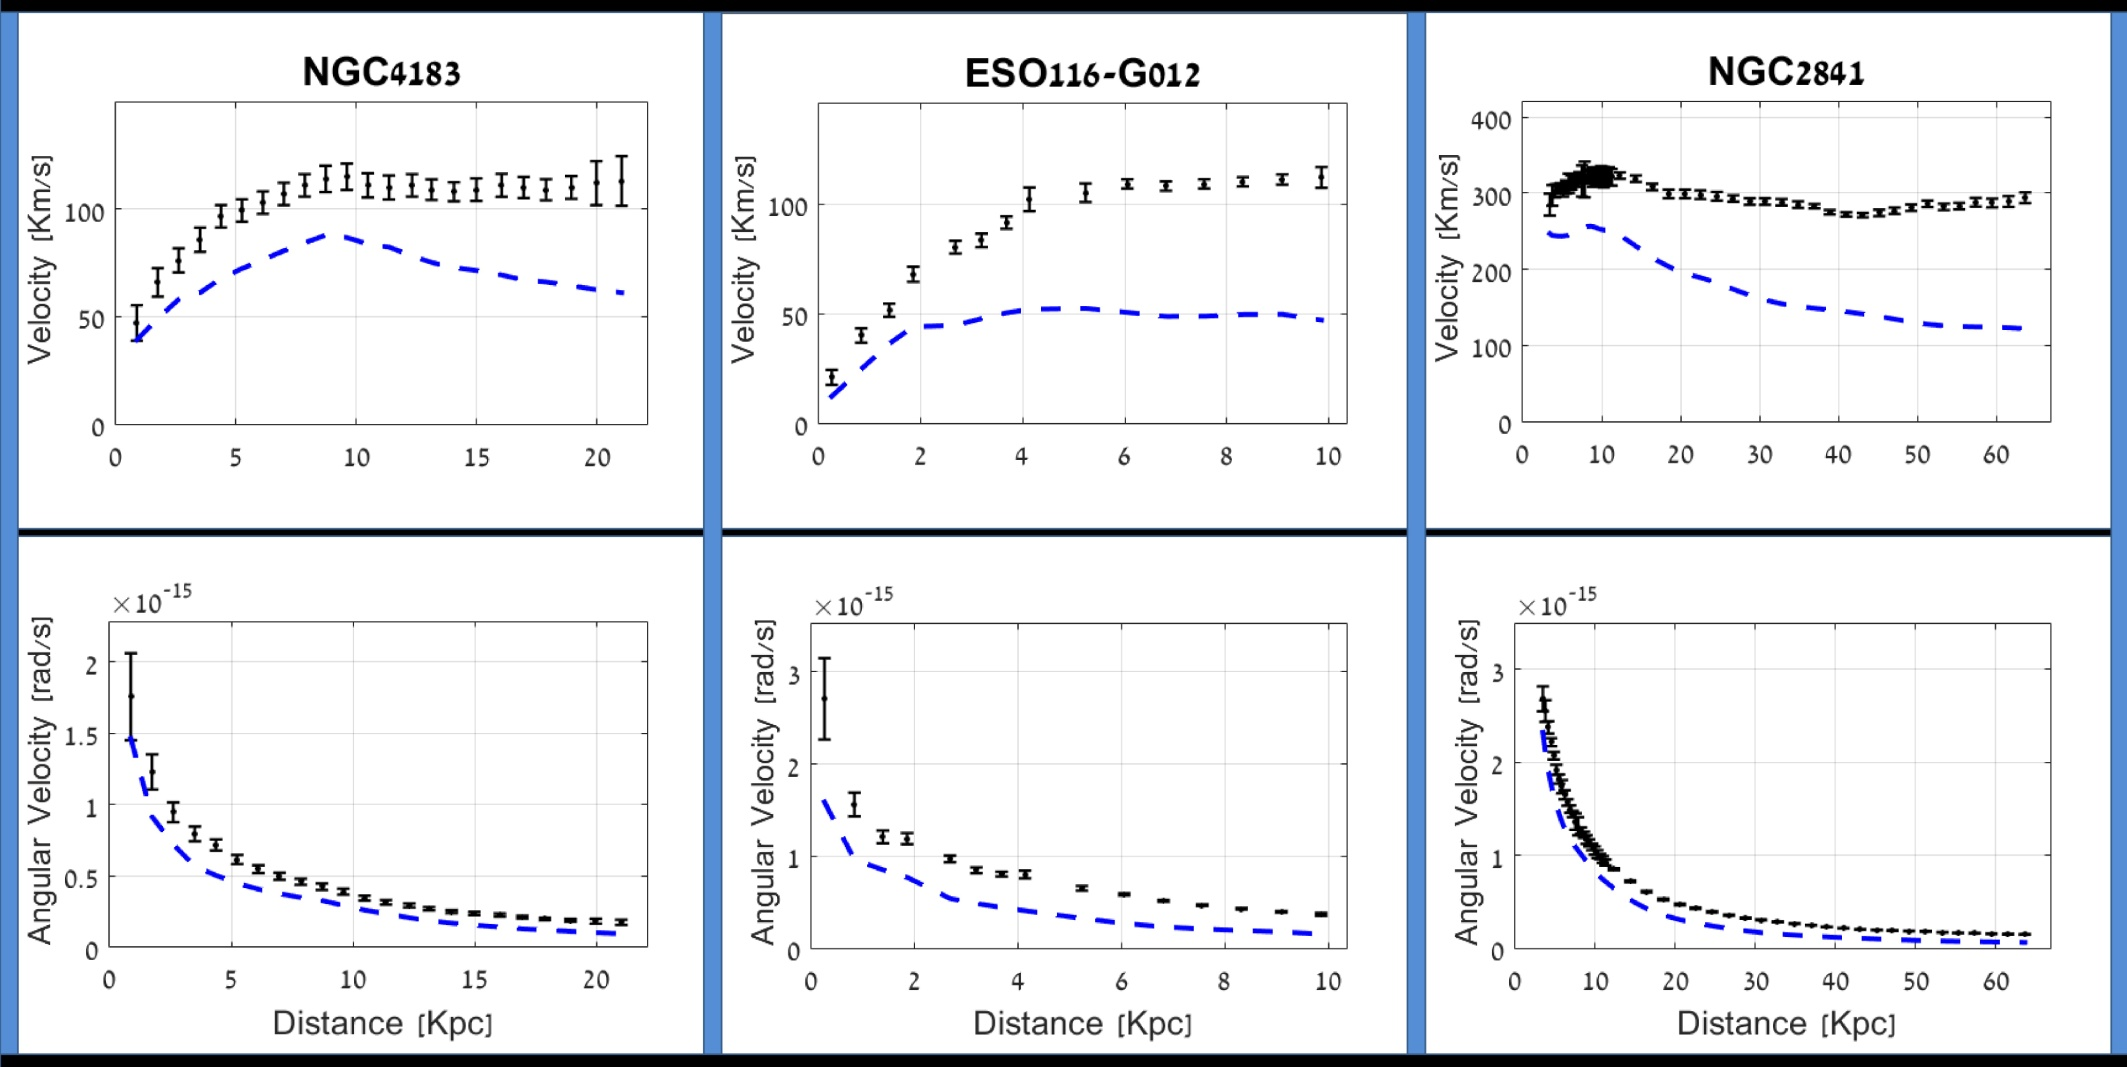 NGC4183
Velocity [Km/s]
100
50
0
0 5 10 15 20
ESO116-G012
Velocity [Km/s]
100
50
0
0 2 4 6 8 10
NGC2841
Velocity [Km/s]
400
300
200
100
0
0 10 20 30 40 50 60
×10-15
Angular Velocity [rad/s]
2
1.5
1
0.5
0
0 5 10 15 20
Distance [Kpc]
×10-15
Angular Velocity [rad/s]
3
2
1
0
0 2 4 6 8 10
Distance [Kpc]
×10-15
Angular Velocity [rad/s]
3
2
1
0
0 10 20 30 40 50 60
Distance [Kpc]